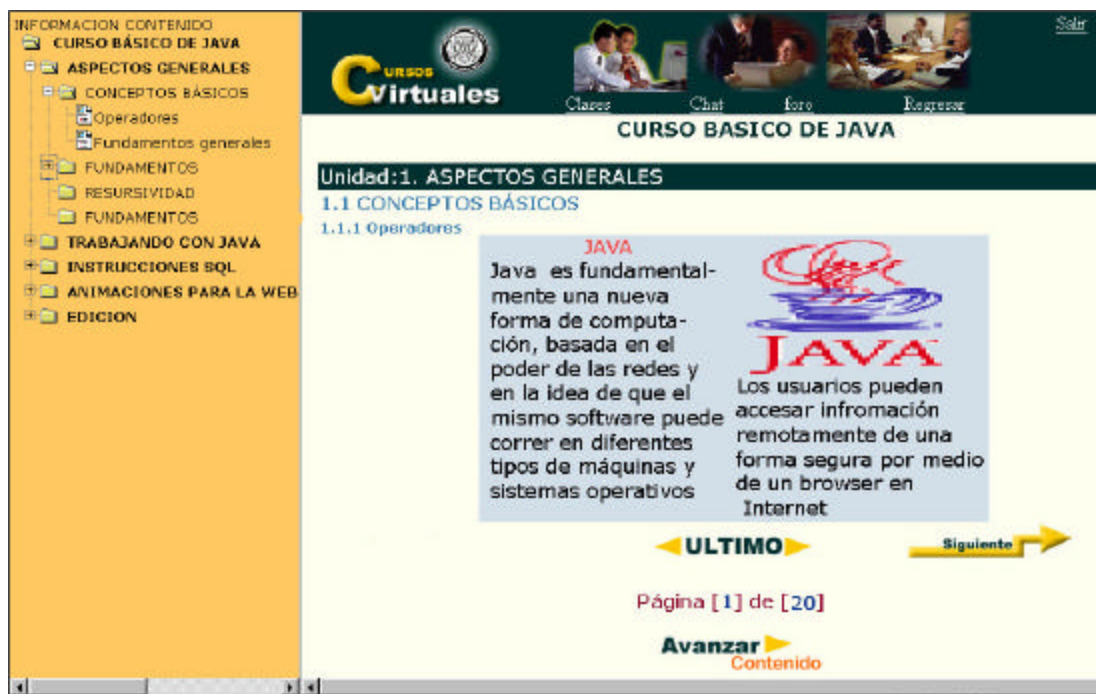 INFORMACION CONTENIDO
CURSO BÁSICO DE JAVA
ASPECTOS GENERALES
CONCEPTOS BÁSICOS
Operadores
Fundamentos generales
FUNDAMENTOS
RESURSIVIDAD
FUNDAMENTOS
TRABAJANDO CON JAVA
INSTRUCCIONES SQL
ANIMACIONES PARA LA WEB
EDICION
Cursos
Virtuales
Clases Chat foro Regresar
Salir
CURSO BASICO DE JAVA
Unidad:1. ASPECTOS GENERALES
1.1 CONCEPTOS BÁSICOS
1.1.1 Operadores
JAVA
Java es fundamental-
mente una nueva
forma de computa-
ción, basada en el
poder de las redes y
en la idea de que el
mismo software puede
correr en diferentes
tipos de máquinas y
sistemas operativos
JAVA
Los usuarios pueden
accesar infromación
remotamente de una
forma segura por medio
de un browser en
Internet
ULTIMO
Siguiente
Página [1] de [20]
Avanzar
Contenido